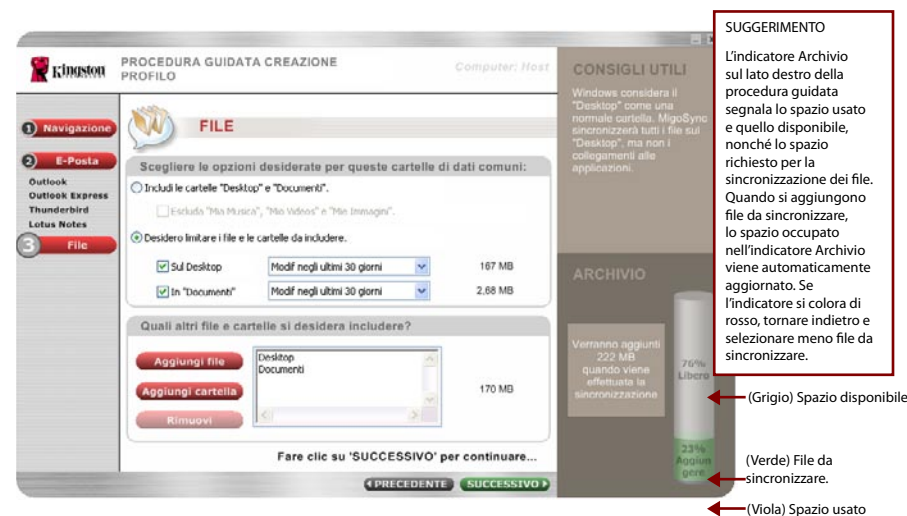 Kingston
PROCEDURA GUIDATA CREAZIONE
PROFILO
Computer: Host
1 Navigazione
2 E-Posta
Outlook
Outlook Express
Thunderbird
Lotus Notes
3 File
W
FILE
Scegliere le opzioni desiderate per queste cartelle di dati comuni:
Includi le cartelle "Desktop" e "Documenti".
Escluda "Mia Musica", "Mio Videos" e "Mie Immagini".
Desidero limitare i file e le cartelle da includere.
Sul Desktop
Modif negli ultimi 30 giorni
167 MB
In "Documenti"
Modif negli ultimi 30 giorni
2,68 MB
Quali altri file e cartelle si desidera includere?
Aggiungi file
Aggiungi cartella
Rimuovi
Desktop
Documenti
170 MB
Fare clic su 'SUCCESSIVO' per continuare...
PRECEDENTE
SUCCESSIVO
CONSIGLI UTILI
Windows considera il
"Desktop" come una
normale cartella. MigoSync
sincronizzerà tutti i file sul
"Desktop", ma non i
collegamenti alle
applicazioni.
ARCHIVIO
Verranno aggiunti
222 MB
quando viene
effettuata la
sincronizzazione
76%
Libero
23%
Aggiun
gere
SUGGERIMENTO
L'indicatore Archivio
sul lato destro della
procedura guidata
segnala lo spazio usato
e quello disponibile,
nonché lo spazio
richiesto per la
sincronizzazione dei file.
Quando si aggiungono
file da sincronizzare,
lo spazio occupato
nell'indicatore Archivio
viene automaticamente
aggiornato. Se
l'indicatore si colora di
rosso, tornare indietro e
selezionare meno file da
sincronizzare.
(Grigio) Spazio disponibile
(Verde) File da
sincronizzare.
(Viola) Spazio usato